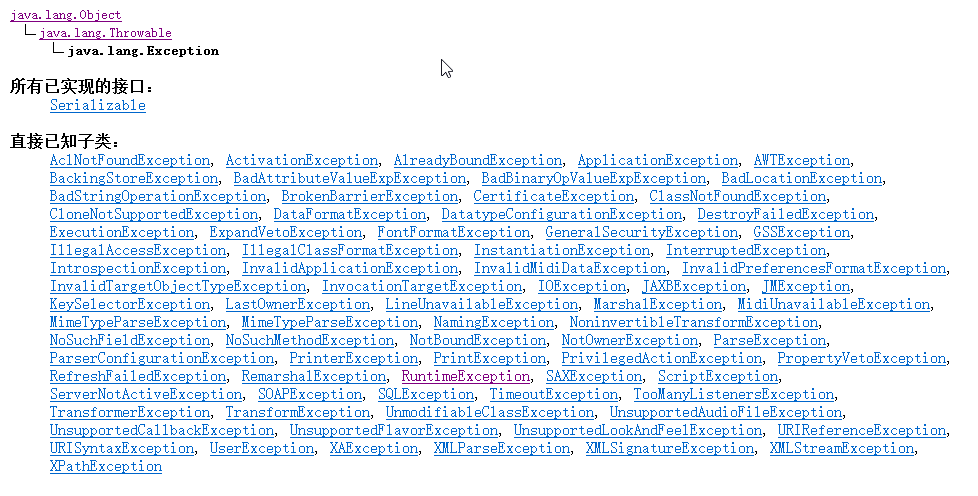 java.lang.Object
java.lang.Throwable
java.lang.Exception
所有已实现的接口：
Serializable
直接已知子类：
AclNotFoundException, ActivationException, AlreadyBoundException, ApplicationException, AWTException,
BackingStoreException, BadAttributeValueExpException, BadBinaryOpValueExpException, BadLocationException,
BadStringOperationException, BrokenBarrierException, CertificateException, ClassNotFoundException,
CloneNotSupportedException, DataFormatException, DatatypeConfigurationException, DestroyFailedException,
ExecutionException, ExpandVetoException, FontFormatException, GeneralSecurityException, GSSException,
IllegalAccessException, IllegalClassFormatException, InstantiationException, InterruptedException,
IntrospectionException, InvalidApplicationException, InvalidMidiDataException, InvalidPreferencesFormatException,
InvalidTargetObjectTypeException, InvocationTargetException, IOException, JAXBException, JMException,
KeySelectorException, LastOwnerException, LineUnavailableException, MarshalException, MidiUnavailableException,
MimeTypeParseException, MimeTypeParseException, NamingException, NoninvertibleTransformException,
NoSuchFieldException, NoSuchMethodException, NotBoundException, NotOwnerException, ParseException,
ParserConfigurationException, PrinterException, PrintException, PrivilegedActionException, PropertyVetoException,
RefreshFailedException, RemarshalException, RuntimeException, SAXException, ScriptException,
ServerNotActiveException, SOAPException, SQLException, TimeoutException, TooManyListenersException,
TransformerException, TransformException, UnmodifiableClassException, UnsupportedAudioFileException,
UnsupportedCallbackException, UnsupportedFlavorException, UnsupportedLookAndFeelException, URIReferenceException,
URISyntaxException, UserException, XAException, XMLParseException, XMLSignatureException, XMLStreamException,
XPathException